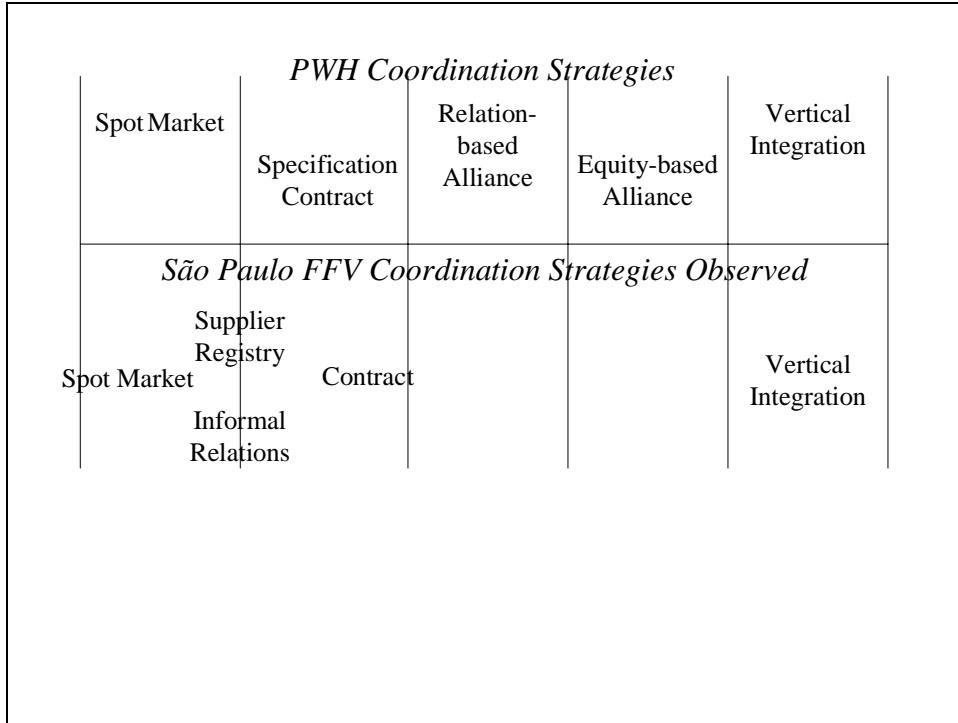 PWH Coordination Strategies
Spot Market
Specification
Contract
Relation-
based
Alliance
Equity-based
Alliance
Vertical
Integration
São Paulo FFV Coordination Strategies Observed
Spot Market
Supplier
Registry
Informal
Relations
Contract
Vertical
Integration